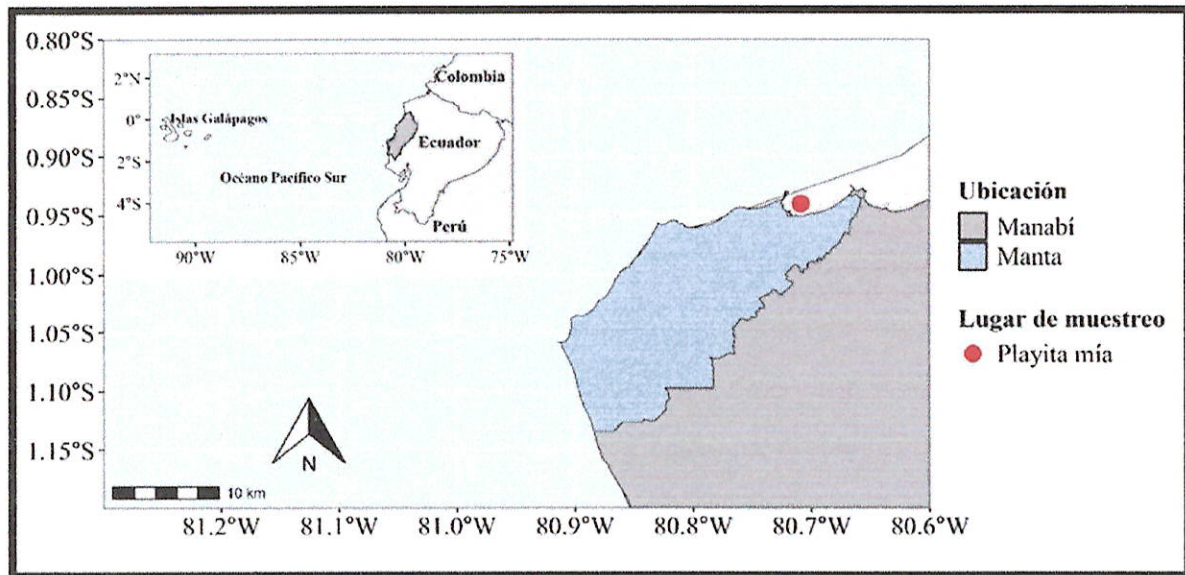 0.80°S
0.85°S
0.90°S
0.95°S
1.00°S
1.05°S
1.10°S
1.15°S
2°N
0°
2°S
4°S
90°W
85°W
80°W
75°W
Colombia
Islas Galápagos
Ecuador
Océano Pacífico Sur
Perú
N
10 km
81.2°W
81.1°W
81.0°W
80.9°W
80.8°W
80.7°W
80.6°W
Ubicación
Manabí
Manta
Lugar de muestreo
Playita mía